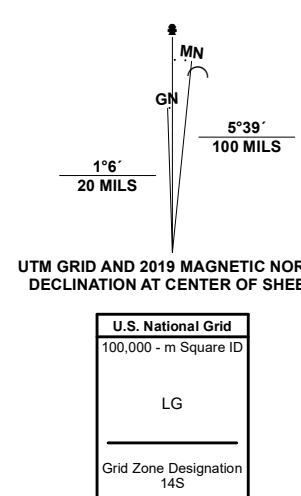 MN
GN
5°39´
100 MILS
1°6´
20 MILS
UTM GRID AND 2019 MAGNETIC NOR
DECLINATION AT CENTER OF SHEE
U.S. National Grid
100,000 - m Square ID
LG
Grid Zone Designation
14S